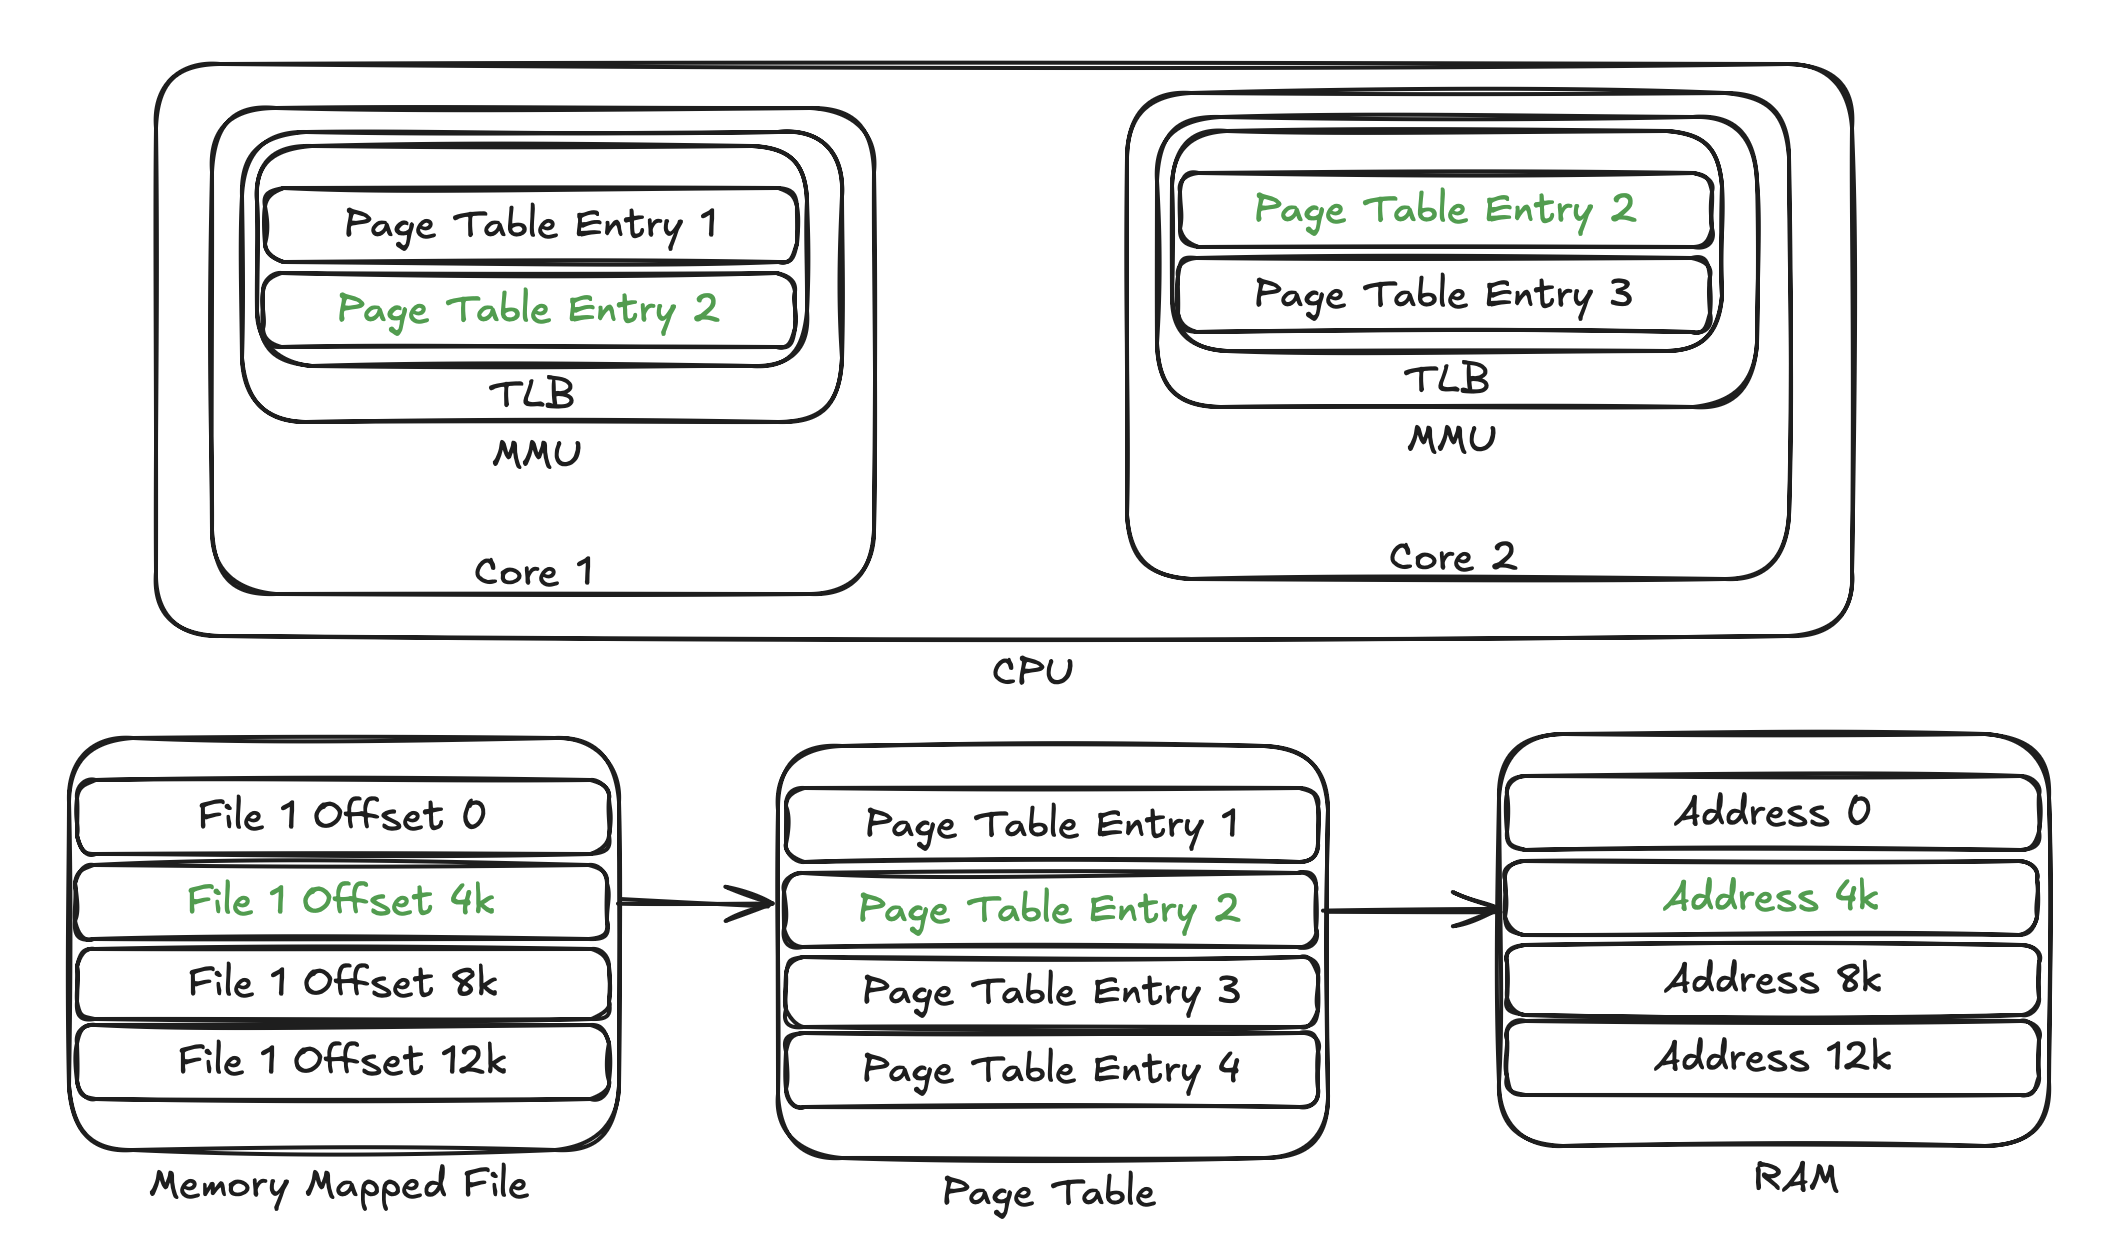 Page Table Entry 1
Page Table Entry 2
TLB
MMU
Core 1
Page Table Entry 2
Page Table Entry 3
TLB
MMU
Core 2
CPU
File 1 Offset 0
File 1 Offset 4k
File 1 Offset 8k
File 1 Offset 12k
Memory Mapped File
Page Table Entry 1
Page Table Entry 2
Page Table Entry 3
Page Table Entry 4
Page Table
Address 0
Address 4k
Address 8k
Address 12k
RAM